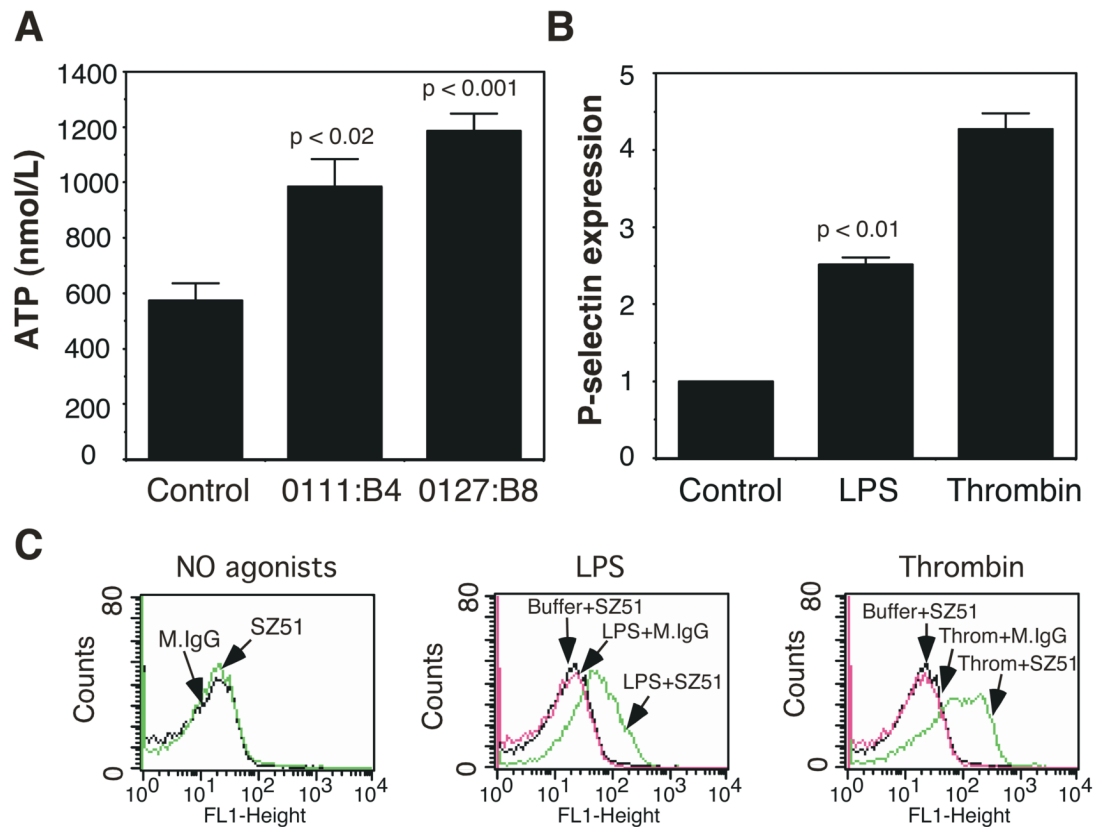 A
ATP (nmol/L)
1400
1200
1000
800
600
400
200
0
p < 0.02
p < 0.001
Control 0111:B4 0127:B8
B
P-selectin expression
5
4
3
2
1
0
p < 0.01
Control LPS Thrombin
C
NO agonists
Counts
80
0
M.IgG
SZ51
10^0 10^1 10^2 10^3 10^4
FL1-Height
LPS
Counts
80
0
Buffer+SZ51
LPS+M.IgG
LPS+SZ51
10^0 10^1 10^2 10^3 10^4
FL1-Height
Thrombin
Counts
80
0
Buffer+SZ51
Throm+M.IgG
Throm+SZ51
10^0 10^1 10^2 10^3 10^4
FL1-Height